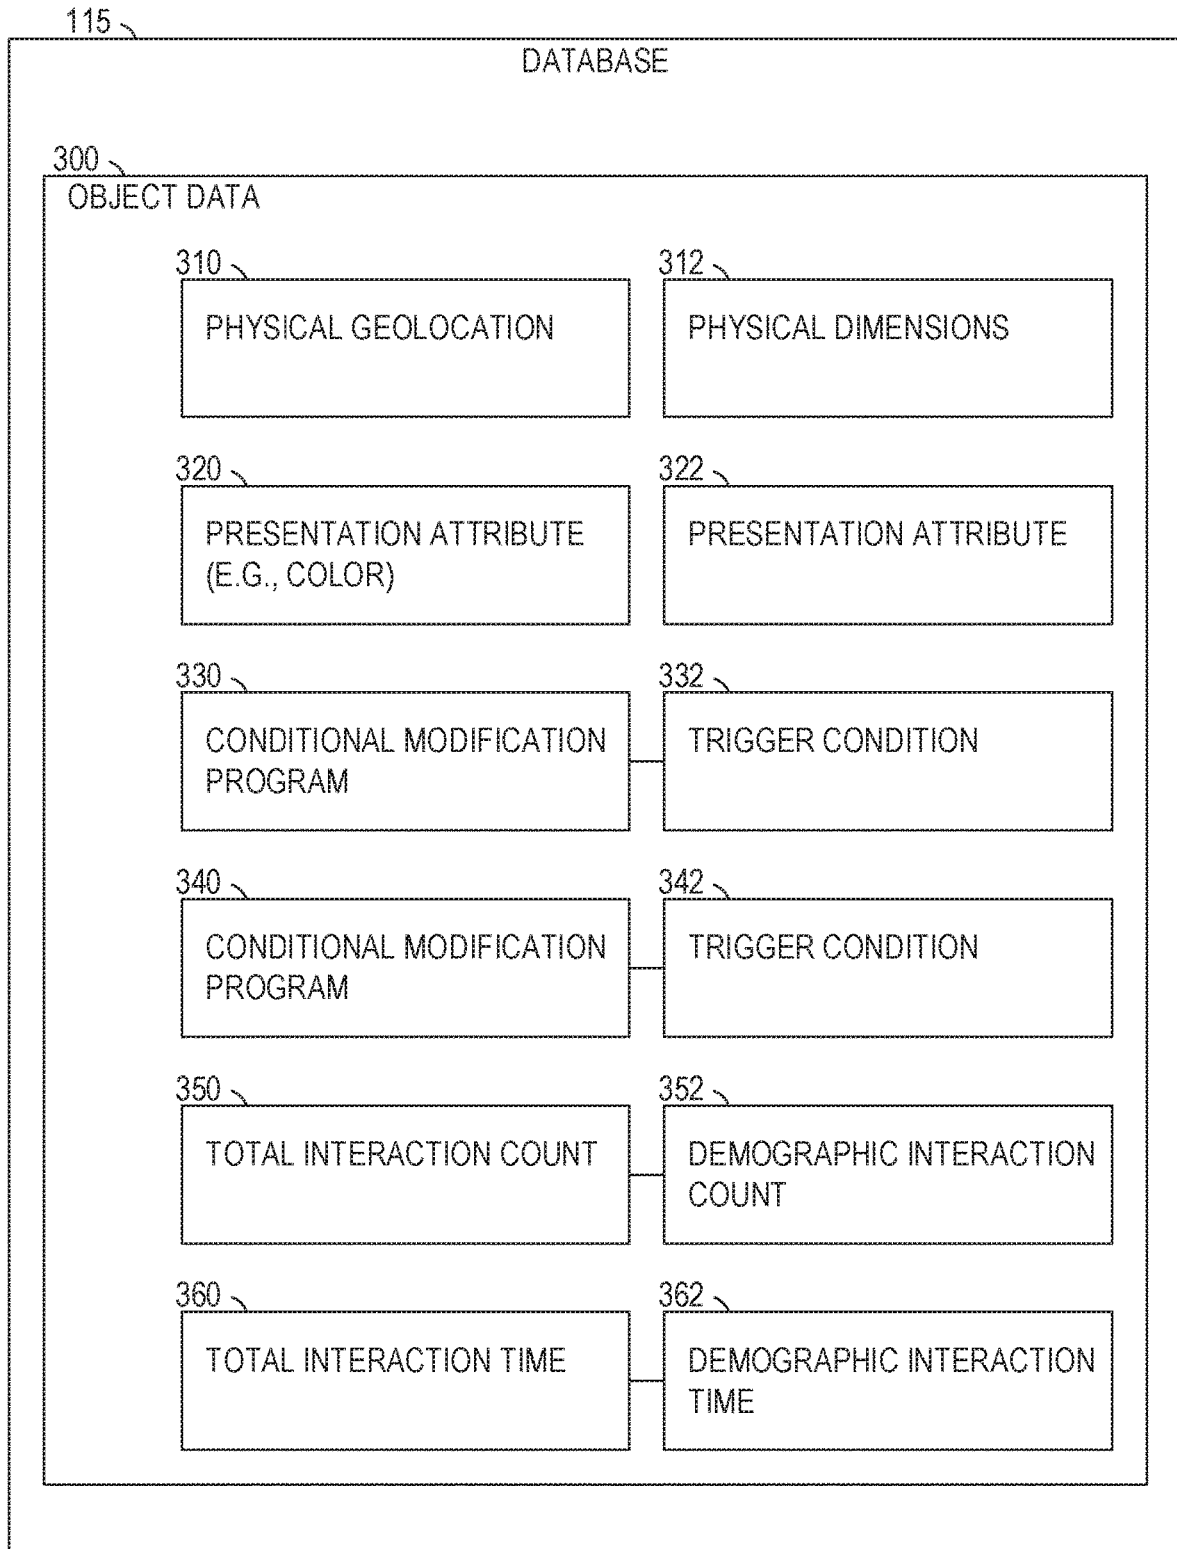 115
DATABASE
300
OBJECT DATA
310
312
PHYSICAL GEOLOCATION
PHYSICAL DIMENSIONS
320
322
PRESENTATION ATTRIBUTE
(E.G., COLOR)
PRESENTATION ATTRIBUTE
330
332
CONDITIONAL MODIFICATION
PROGRAM
TRIGGER CONDITION
340
342
CONDITIONAL MODIFICATION
PROGRAM
TRIGGER CONDITION
350
352
TOTAL INTERACTION COUNT
DEMOGRAPHIC INTERACTION
COUNT
360
362
TOTAL INTERACTION TIME
DEMOGRAPHIC INTERACTION
TIME